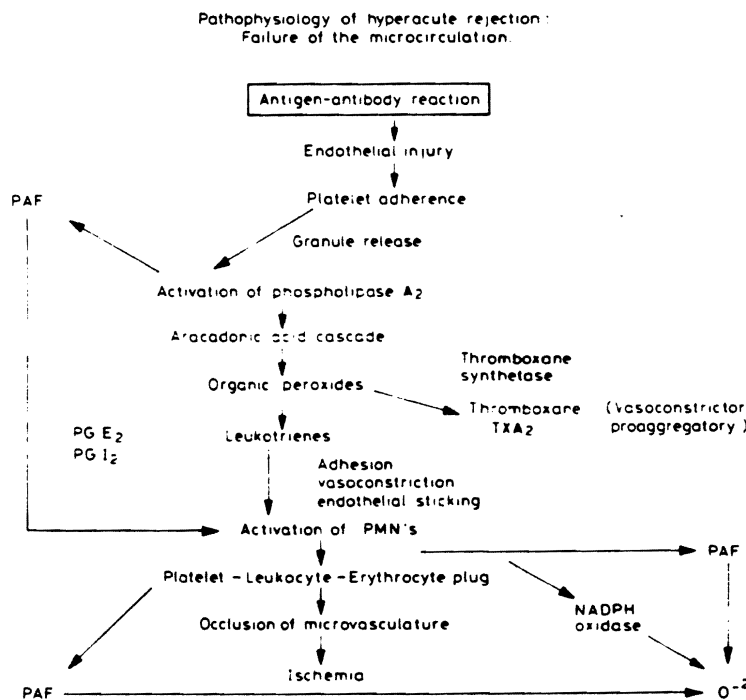 Pathophysiology of hyperacute rejection:
Failure of the microcirculation.
Antigen-antibody reaction
Endothelial injury
Platelet adherence
PAF
Granule release
Activation of phospholipase A2
Aracadonic acid cascade
Thromboxane
synthetase
Organic peroxides
Thromboxane (Vasoconstrictor
TXA2 proaggregatory)
PG E2
PG I2
Leukotrienes
Adhesion
vasoconstriction
endothelial sticking
Activation of PMN's
PAF
Platelet-Leukocyte-Erythrocyte plug
NADPH
oxidase
Occlusion of microvasculature
Ischemia
PAF